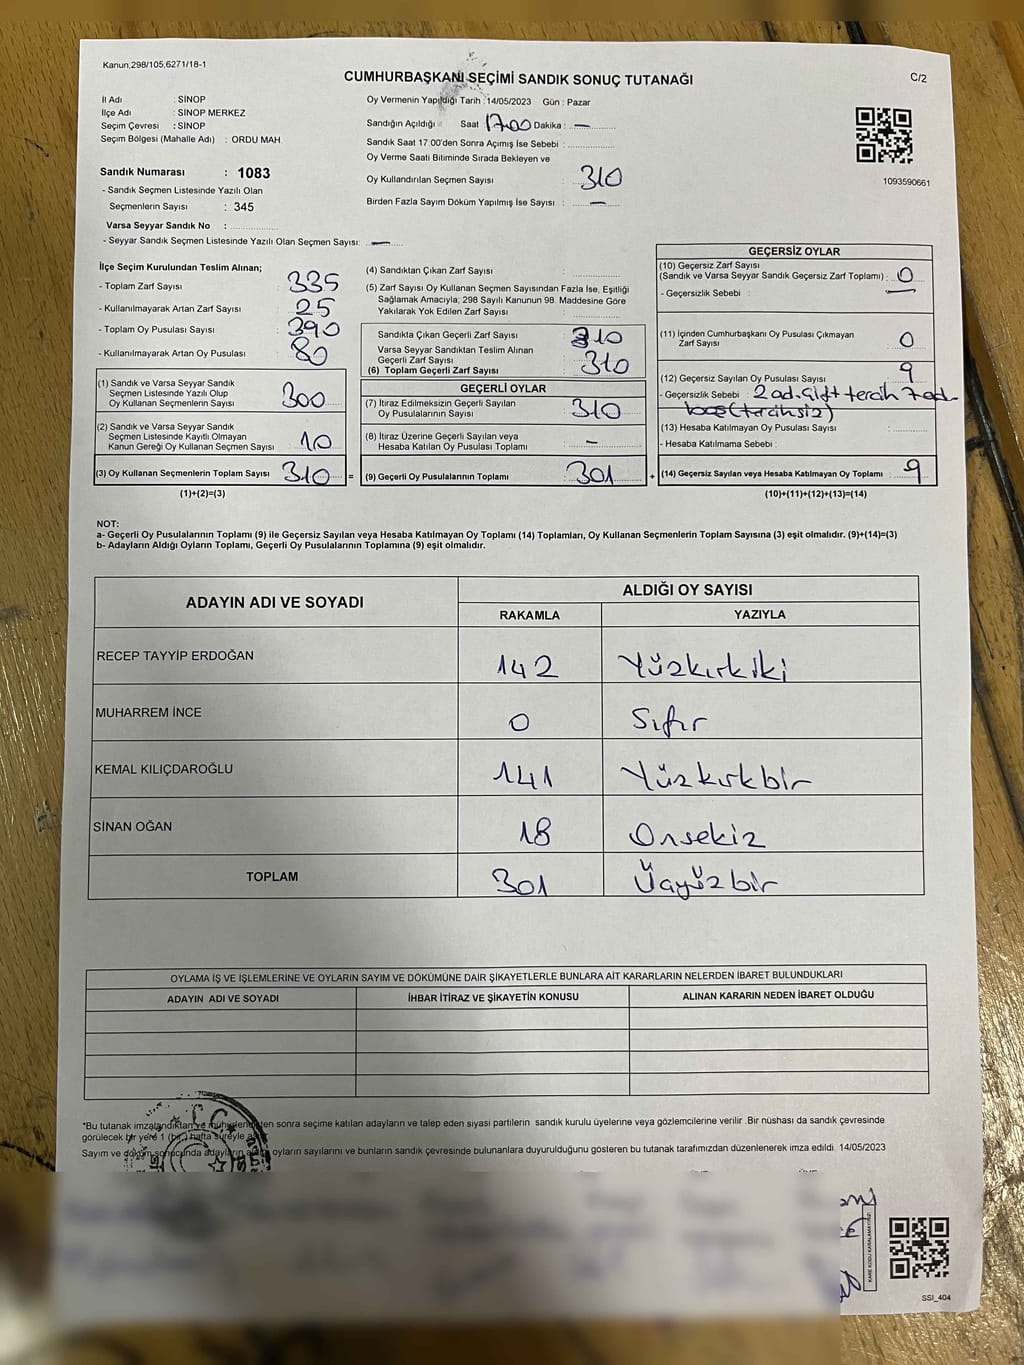 Kanun,298/105,6271/18-1
CUMHURBAŞKANI SEÇİMİ SANDIK SONUÇ TUTANAĞI
C/2
İl Adı : SİNOP
İlçe Adı : SİNOP MERKEZ
Seçim Çevresi : SİNOP
Seçim Bölgesi (Mahalle Adı) : ORDU MAH
Oy Vermenin Yapıldığı Tarih : 14/05/2023 Gün : Pazar
Sandığın Açıldığı Saat 17.00 Dakika : —
Sandık Saat 17:00'den Sonra Açımış İse Sebebi :
Oy Verme Saati Bitiminde Sırada Bekleyen ve
Oy Kullandırılan Seçmen Sayısı : 310
Birden Fazla Sayım Döküm Yapılmış İse Sayısı : —
1093590661
Sandık Numarası : 1083
- Sandık Seçmen Listesinde Yazılı Olan
Seçmenlerin Sayısı : 345
Varsa Seyyar Sandık No :
- Seyyar Sandık Seçmen Listesinde Yazılı Olan Seçmen Sayısı: —
İlçe Seçim Kurulundan Teslim Alınan;
- Toplam Zarf Sayısı : 335
- Kullanılmayarak Artan Zarf Sayısı : 25
- Toplam Oy Pusulası Sayısı : 390
- Kullanılmayarak Artan Oy Pusulası : 80
(1) Sandık ve Varsa Seyyar Sandık
Seçmen Listesinde Yazılı Olup
Oy Kullanan Seçmenlerin Sayısı : 300
(2) Sandık ve Varsa Seyyar Sandık
Seçmen Listesinde Kayıtlı Olmayan
Kanun Gereği Oy Kullanan Seçmen Sayısı : 10
(3) Oy Kullanan Seçmenlerin Toplam Sayısı : 310 =
(1)+(2)=(3)
(4) Sandıktan Çıkan Zarf Sayısı :
(5) Zarf Sayısı Oy Kullanan Seçmen Sayısından Fazla İse, Eşitliği
Sağlamak Amacıyla; 298 Sayılı Kanunun 98. Maddesine Göre
Yakılarak Yok Edilen Zarf Sayısı :
Sandıkta Çıkan Geçerli Zarf Sayısı : 310
Varsa Seyyar Sandıktan Teslim Alınan
Geçerli Zarf Sayısı :
(6) Toplam Geçerli Zarf Sayısı : 310
GEÇERLİ OYLAR
(7) İtiraz Edilmeksizin Geçerli Sayılan
Oy Pusulalarının Sayısı : 310
(8) İtiraz Üzerine Geçerli Sayılan veya
Hesaba Katılan Oy Pusulası Toplamı : —
(9) Geçerli Oy Pusulalarının Toplamı : 301 +
GEÇERSİZ OYLAR
(10) Geçersiz Zarf Sayısı
(Sandık ve Varsa Seyyar Sandık Geçersiz Zarf Toplamı) : 0
- Geçersizlik Sebebi : —
(11) İçinden Cumhurbaşkanı Oy Pusulası Çıkmayan
Zarf Sayısı : 0
(12) Geçersiz Sayılan Oy Pusulası Sayısı : 9
- Geçersizlik Sebebi : 2 ad. Çift tercih 7 ad.
boş (tercihsiz)
(13) Hesaba Katılmayan Oy Pusulası Sayısı :
- Hesaba Katılmama Sebebi :
(14) Geçersiz Sayılan veya Hesaba Katılmayan Oy Toplamı : 9
(10)+(11)+(12)+(13)=(14)
NOT:
a- Geçerli Oy Pusulalarının Toplamı (9) ile Geçersiz Sayılan veya Hesaba Katılmayan Oy Toplamı (14) Toplamları, Oy Kullanan Seçmenlerin Toplam Sayısına (3) eşit olmalıdır. (9)+(14)=(3)
b- Adayların Aldığı Oyların Toplamı, Geçerli Oy Pusulalarının Toplamına (9) eşit olmalıdır.
ADAYIN ADI VE SOYADI
ALDIĞI OY SAYISI
RAKAMLA YAZIYLA
RECEP TAYYİP ERDOĞAN 142 Yüzkırkiki
MUHARREM İNCE 0 Sıfır
KEMAL KILIÇDAROĞLU 141 Yüzkırkbir
SİNAN OĞAN 18 Onsekiz
TOPLAM 301 Üçyüzbir
OYLAMA İŞ VE İŞLEMLERİNE VE OYLARIN SAYIM VE DÖKÜMÜNE DAİR ŞİKAYETLERLE BUNLARA AİT KARARLARIN NELERDEN İBARET BULUNDUKLARI
ADAYIN ADI VE SOYADI İHBAR İTİRAZ VE ŞİKAYETİN KONUSU ALINAN KARARIN NEDEN İBARET OLDUĞU
*Bu tutanak imzalandıktan ve mühürlendikten sonra seçime katılan adayların ve talep eden siyasi partilerin sandık kurulu üyelerine veya gözlemcilerine verilir .Bir nüshası da sandık çevresinde
görülecek bir yere 1 (bir) hafta süreyle
Sayım ve döküm sonucunda adayların aldığı oyların sayılarını ve bunların sandık çevresinde bulunanlara duyurulduğunu gösteren bu tutanak tarafımızdan düzenlenerek imza edildi. 14/05/2023
T.C.
KARE KODU KARALAMAYINIZ!
SSI_404